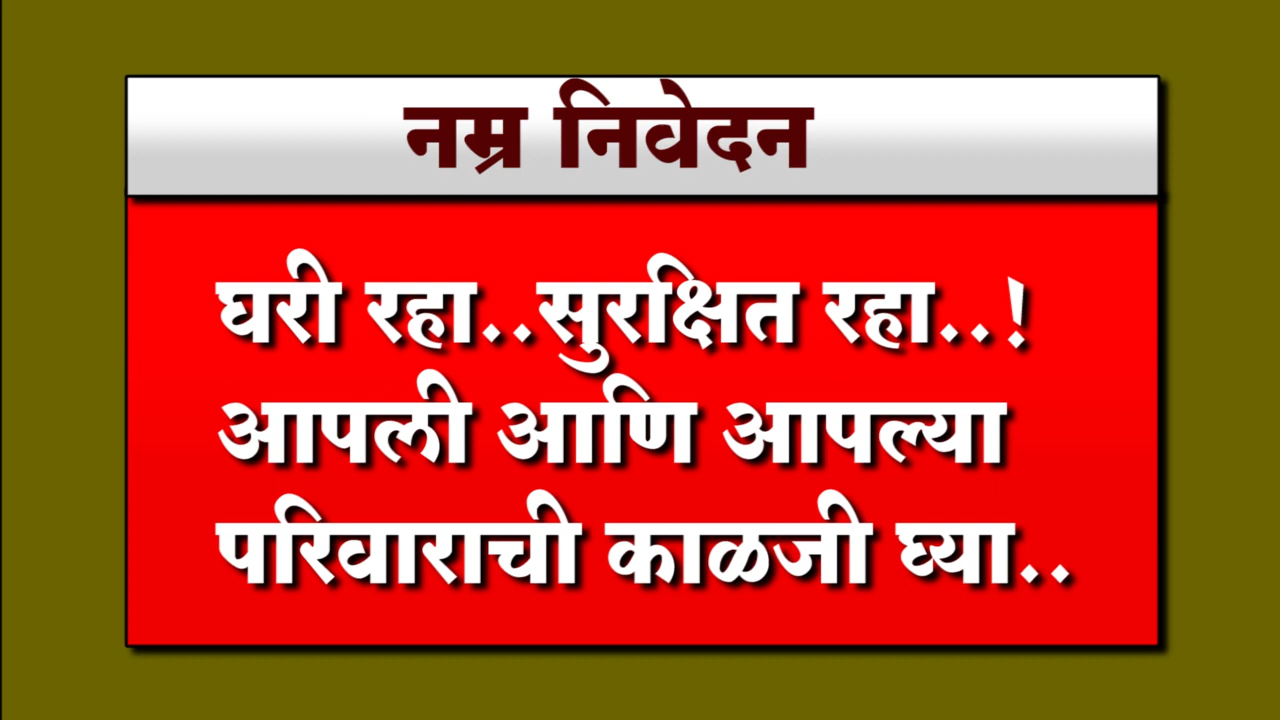 नम्र निवेदन
घरी रहा..सुरक्षित रहा..!
आपली आणि आपल्या
परिवाराची काळजी घ्या..